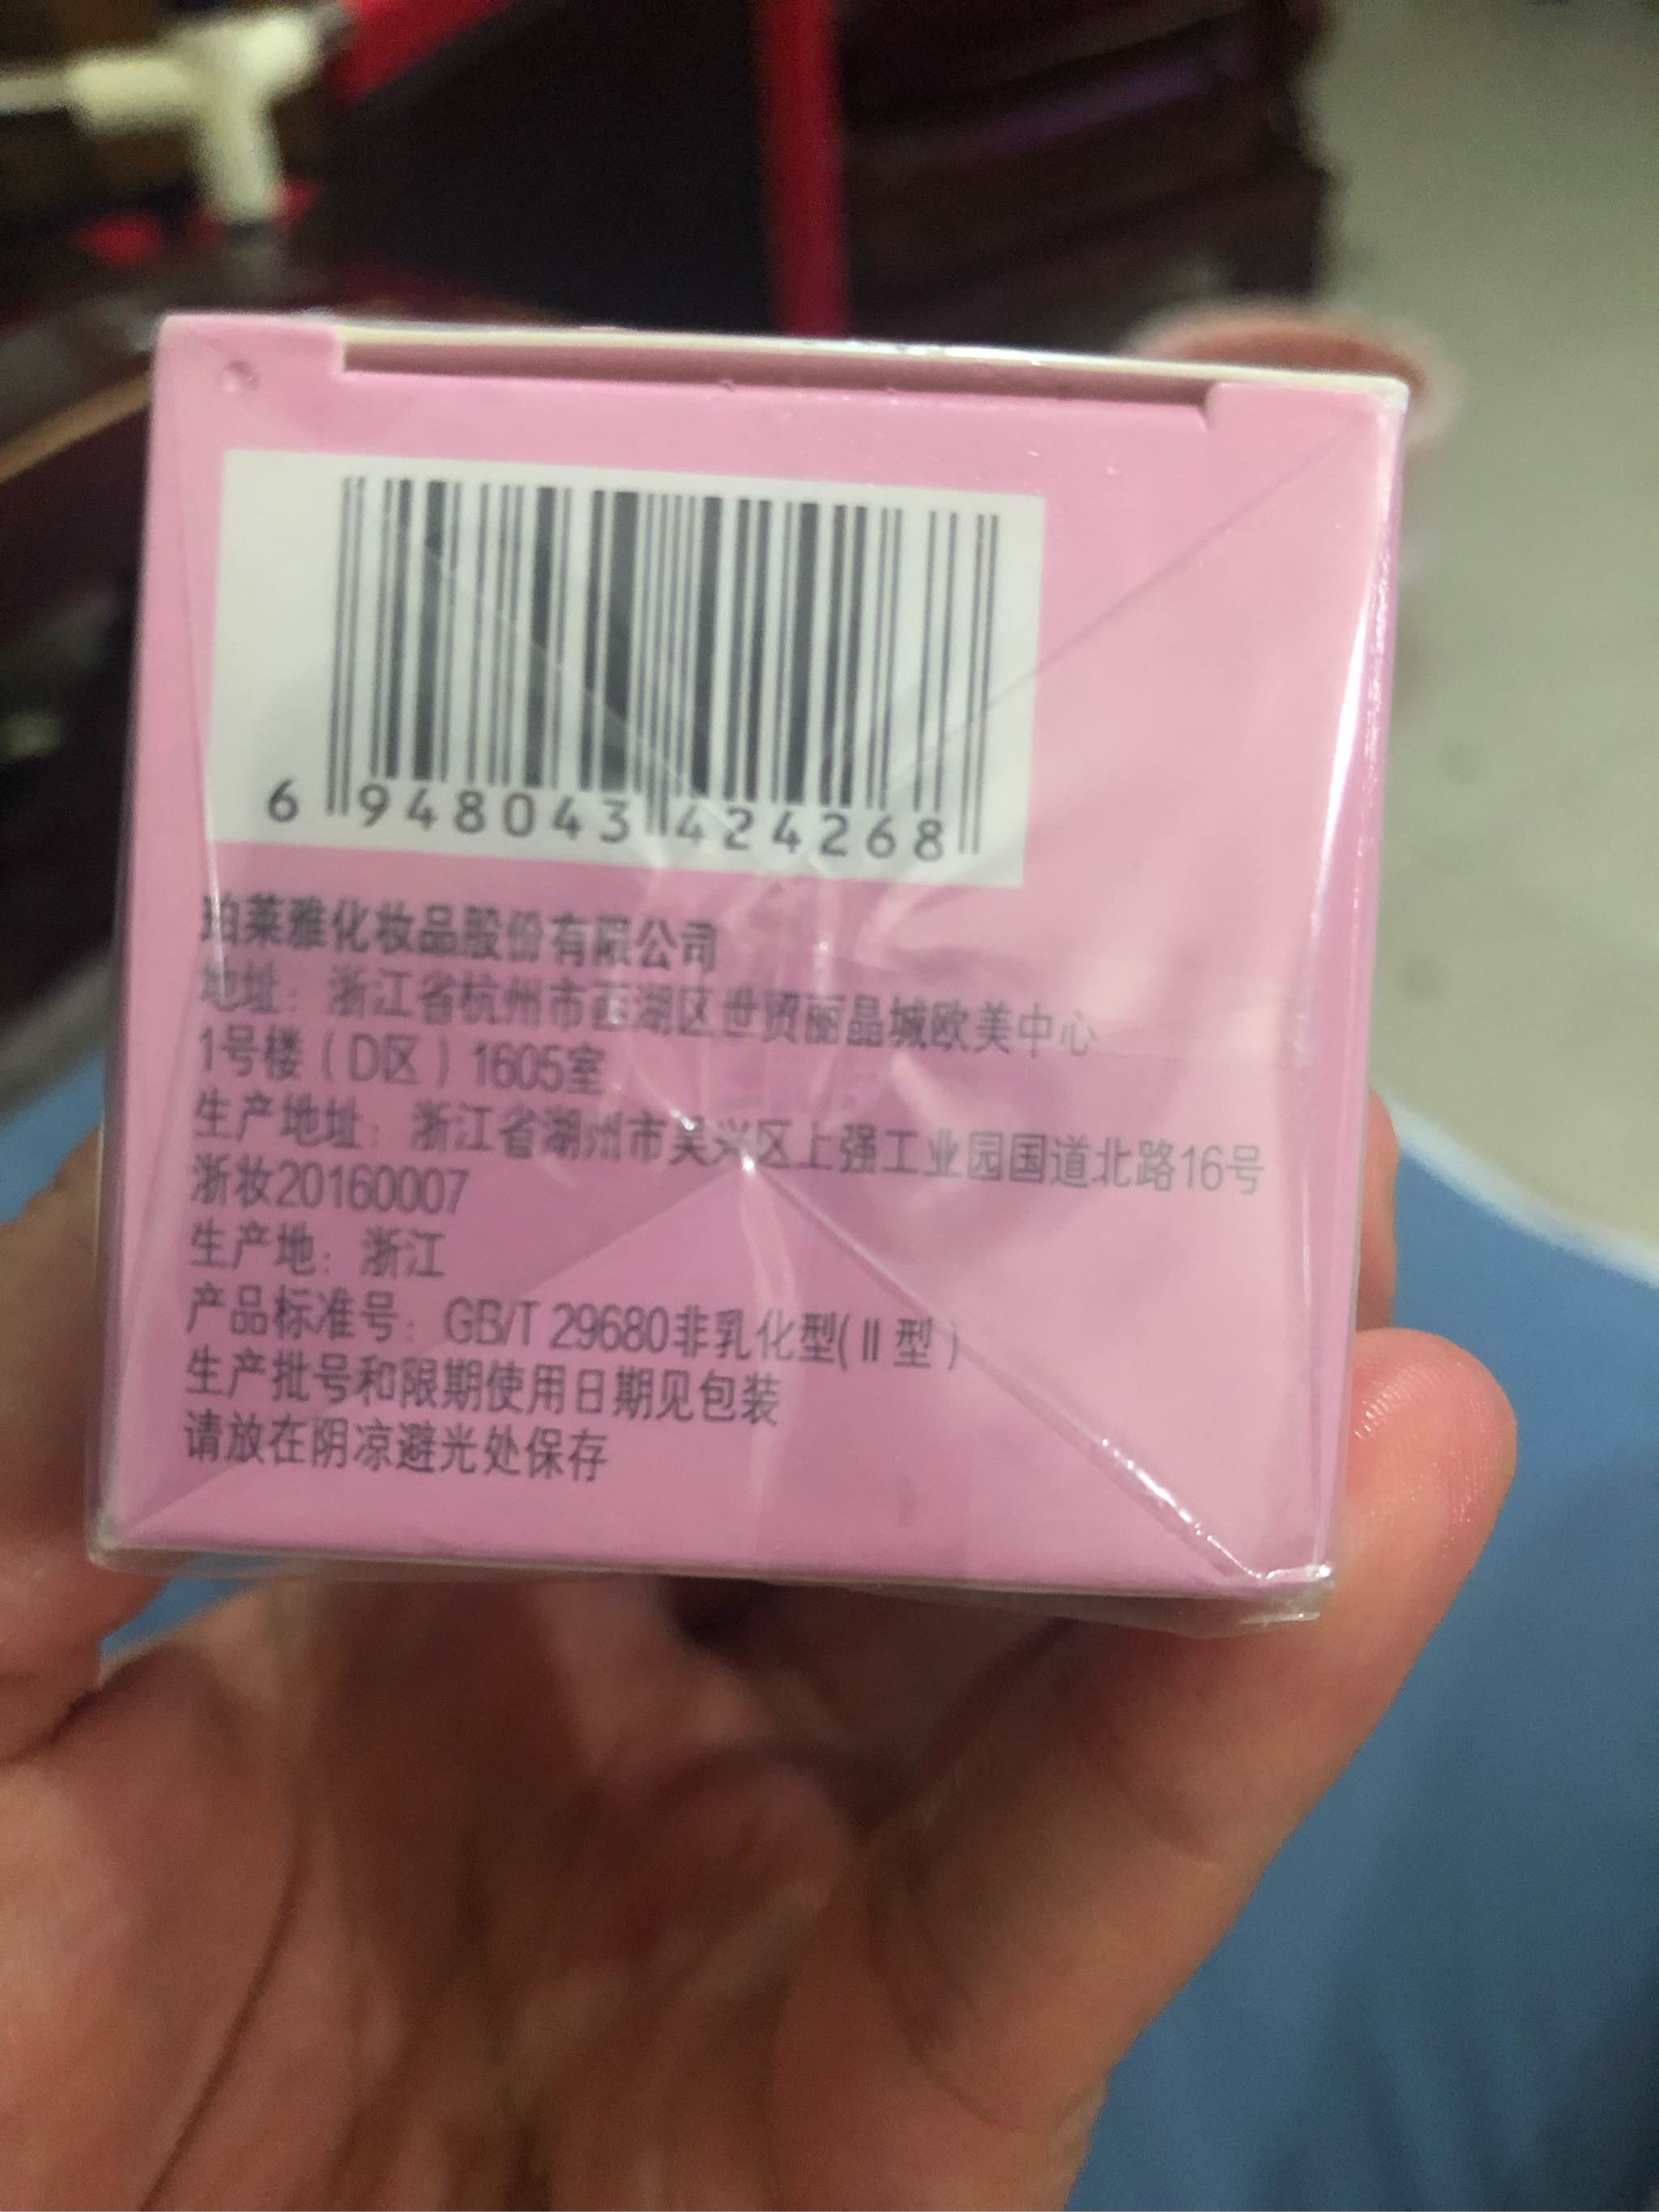 6 948043 424268
珀莱雅化妆品股份有限公司
地址：浙江省杭州市西湖区世贸丽晶城欧美中心
1号楼（D区）1605室
生产地址：浙江省湖州市吴兴区上强工业园国道北路16号
浙妆20160007
生产地：浙江
产品标准号：GB/T 29680非乳化型(Ⅱ型)
生产批号和限期使用日期见包装
请放在阴凉避光处保存